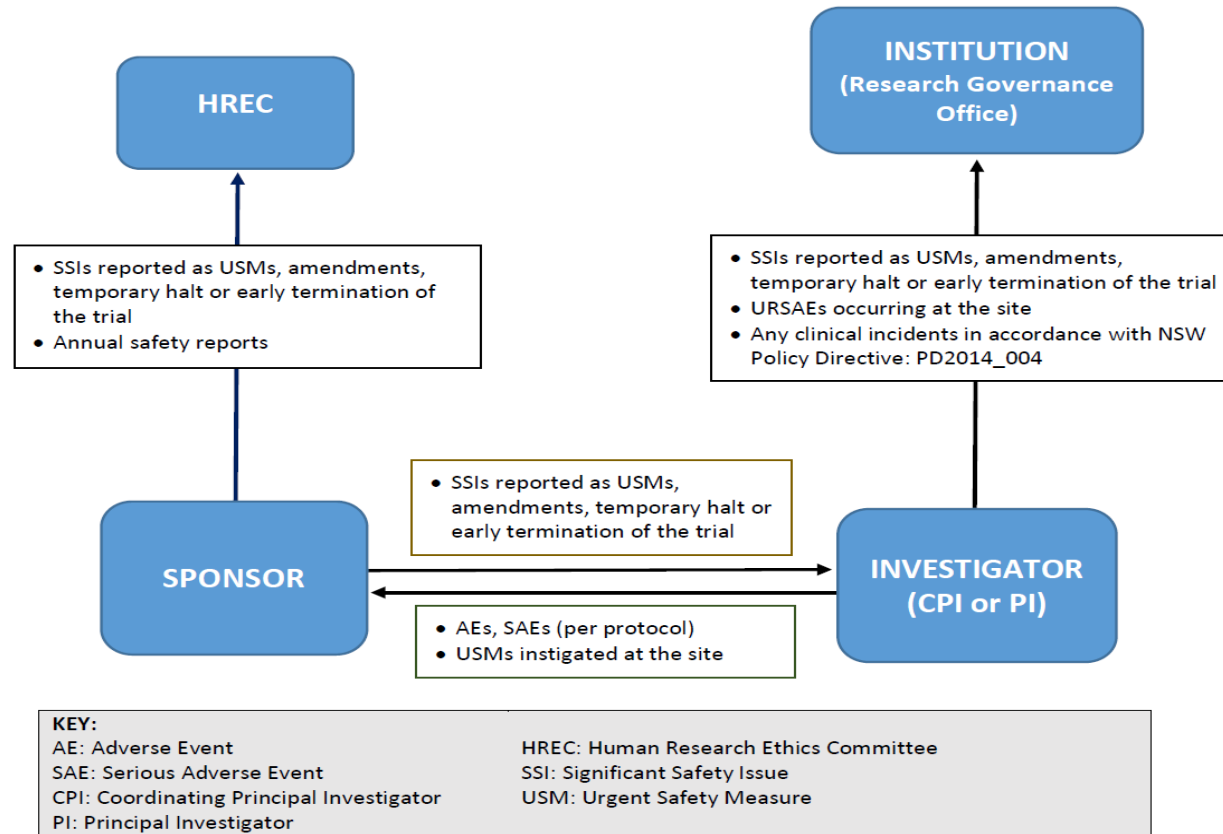 HREC
INSTITUTION
(Research Governance
Office)
• SSIs reported as USMs, amendments,
temporary halt or early termination of
the trial
• Annual safety reports
• SSIs reported as USMs, amendments,
temporary halt or early termination of the trial
• URSAEs occurring at the site
• Any clinical incidents in accordance with NSW
Policy Directive: PD2014_004
• SSIs reported as USMs,
amendments, temporary halt or
early termination of the trial
SPONSOR
INVESTIGATOR
(CPI or PI)
• AEs, SAEs (per protocol)
• USMs instigated at the site
KEY:
AE: Adverse Event
SAE: Serious Adverse Event
CPI: Coordinating Principal Investigator
PI: Principal Investigator
HREC: Human Research Ethics Committee
SSI: Significant Safety Issue
USM: Urgent Safety Measure